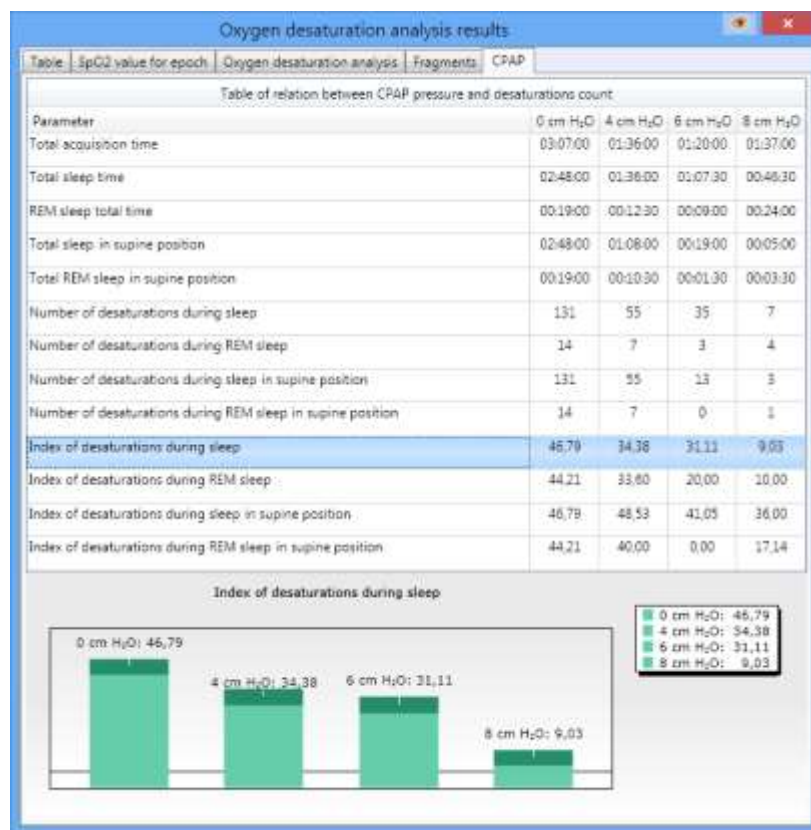 Oxygen desaturation analysis results
Table SpO2 value for epoch Oxygen desaturation analysis Fragments CPAP
Table of relation between CPAP pressure and desaturations count
Parameter 0 cm H₂O 4 cm H₂O 6 cm H₂O 8 cm H₂O
Total acquisition time 03:07:00 01:36:00 01:20:00 01:37:00
Total sleep time 02:48:00 01:36:00 01:07:30 00:46:30
REM sleep total time 00:19:00 00:12:30 00:09:00 00:24:00
Total sleep in supine position 02:48:00 01:08:00 00:19:00 00:05:00
Total REM sleep in supine position 00:19:00 00:10:30 00:01:30 00:03:30
Number of desaturations during sleep 131 55 35 7
Number of desaturations during REM sleep 14 7 3 4
Number of desaturations during sleep in supine position 131 55 13 3
Number of desaturations during REM sleep in supine position 14 7 0 1
Index of desaturations during sleep 46,79 34,38 31,11 9,03
Index of desaturations during REM sleep 44,21 33,60 20,00 10,00
Index of desaturations during sleep in supine position 46,79 48,53 41,05 36,00
Index of desaturations during REM sleep in supine position 44,21 40,00 0,00 17,14
Index of desaturations during sleep
0 cm H₂O: 46,79
4 cm H₂O: 34,38
6 cm H₂O: 31,11
8 cm H₂O: 9,03
0 cm H₂O: 46,79
4 cm H₂O: 34,38
6 cm H₂O: 31,11
8 cm H₂O: 9,03